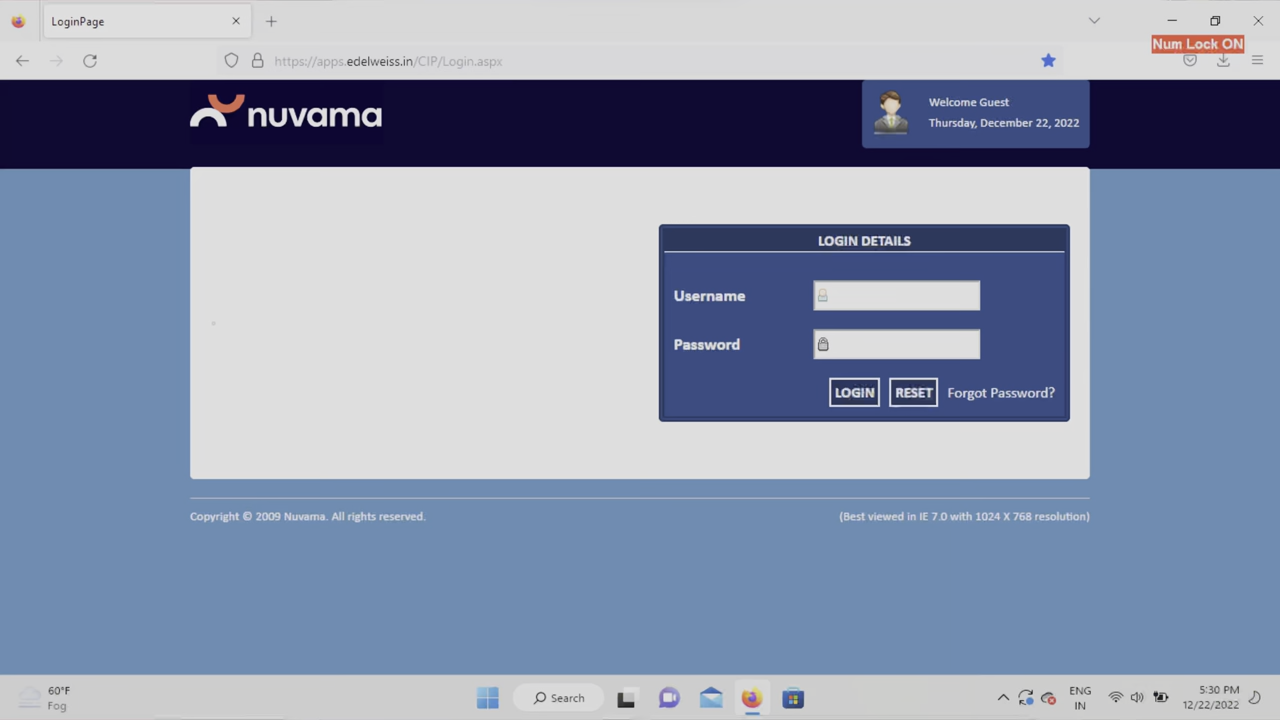 LoginPage
Num Lock ON
https://apps.edelweiss.in/CIP/Login.aspx
nuvama
Welcome Guest
Thursday, December 22, 2022
LOGIN DETAILS
Username
Password
LOGIN RESET Forgot Password?
Copyright © 2009 Nuvama. All rights reserved. (Best viewed in IE 7.0 with 1024 X 768 resolution)
60°F
Fog
Search
ENG
IN
5:30 PM
12/22/2022